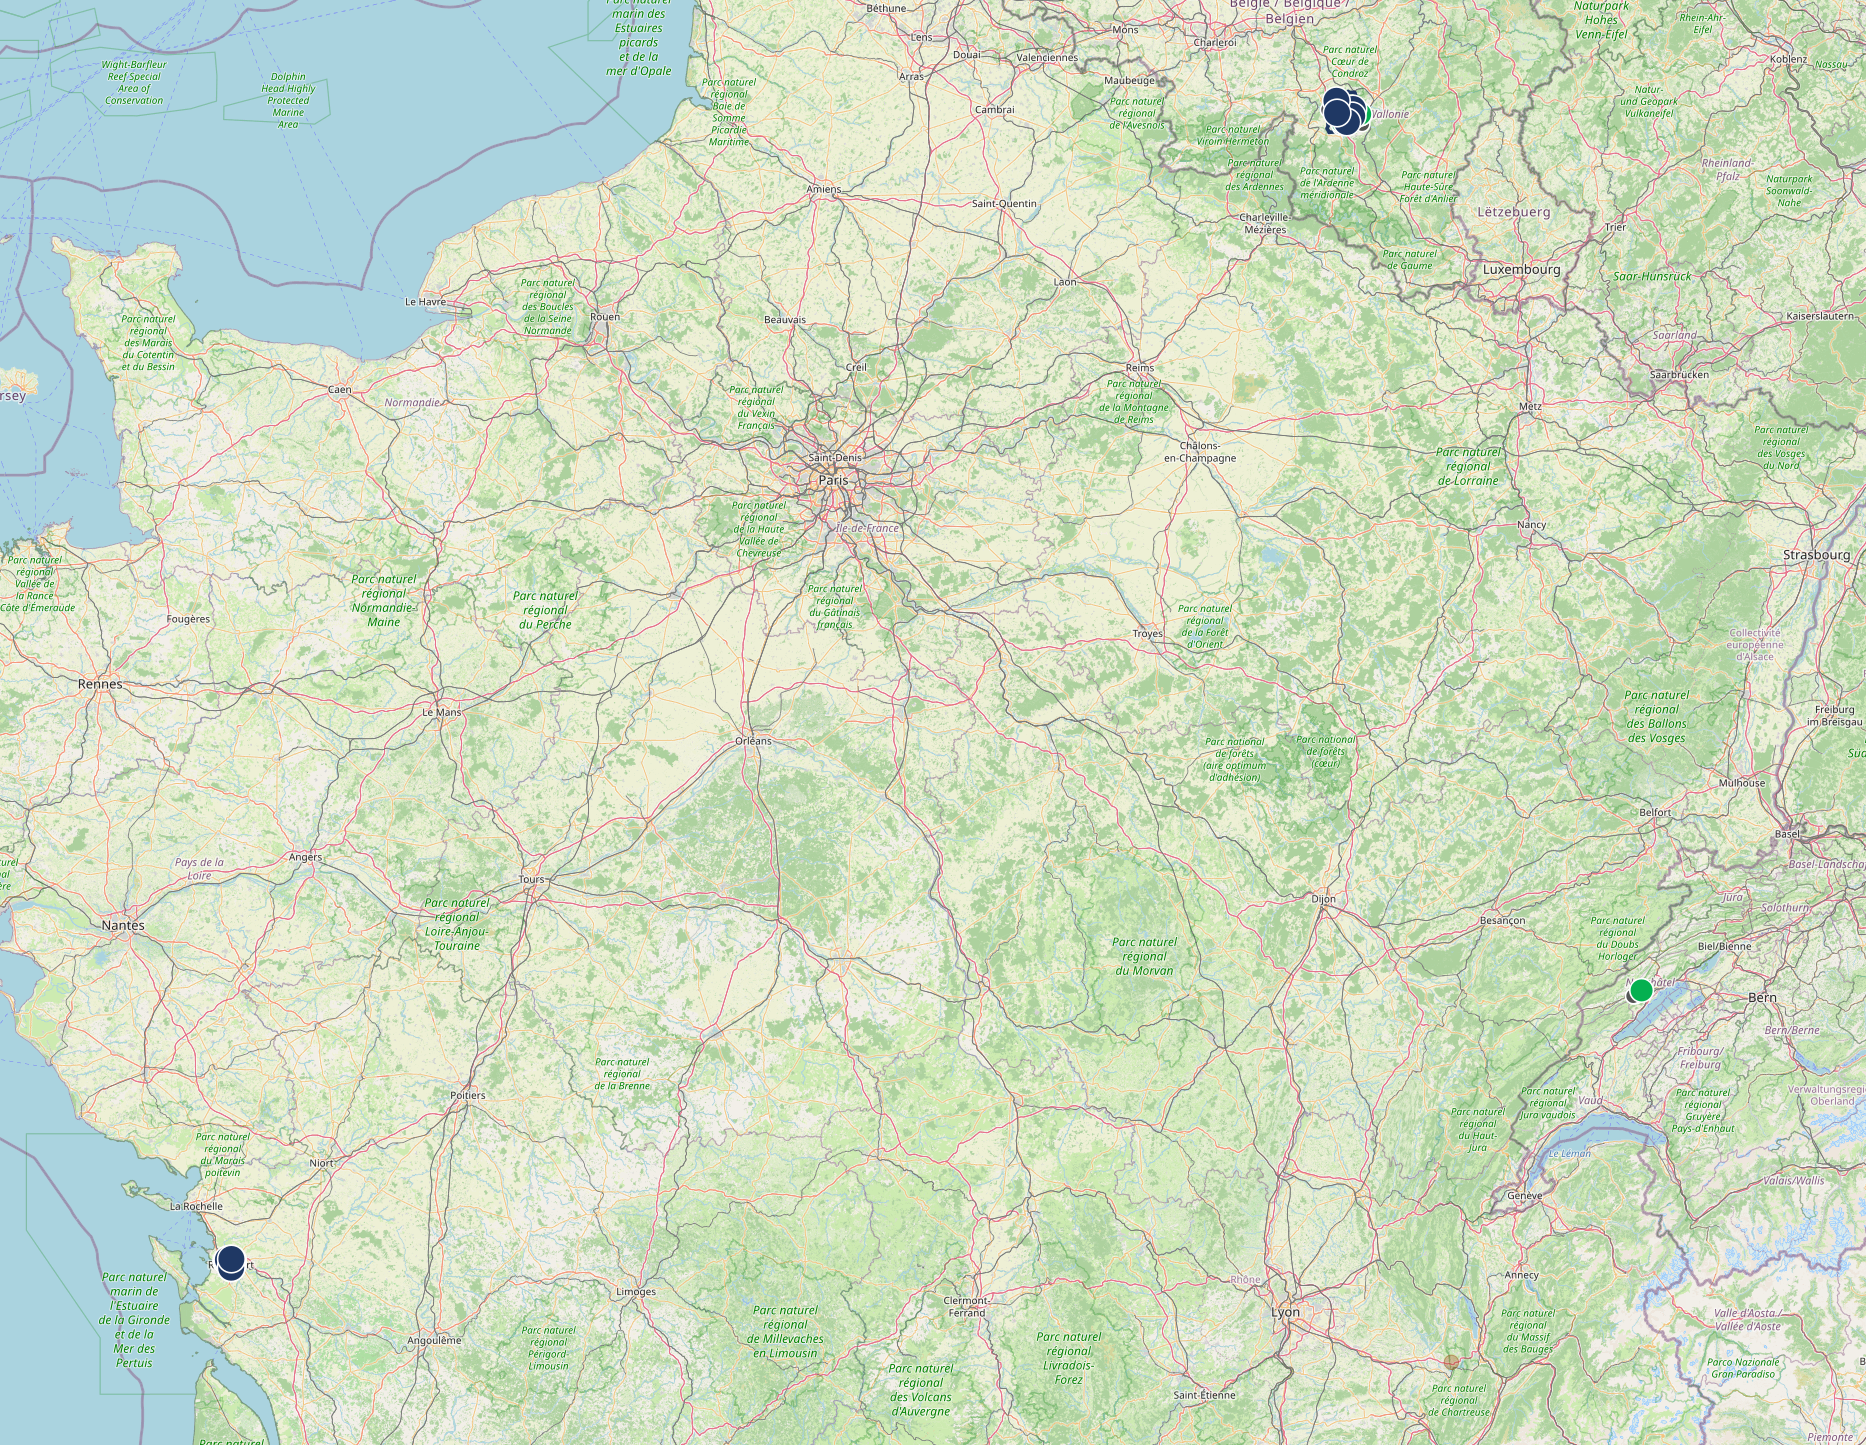 Parc naturel
marin des
Estuaires
picards
et de la
mer d'Opale
Béthune
België / Belgique /
Belgien
Naturpark
Hohes
Venn-Eifel
Rhein-Ahr-
Eifel
Lens
Mons
Charleroi
Douai
Valenciennes
Parc naturel
Cœur de
Condroz
Koblenz
Nassau
Wight-Barfleur
Reef Special
Area of
Conservation
Dolphin
Head Highly
Protected
Marine
Area
Arras
Maubeuge
Parc naturel
régional
Baie de
Somme
Picardie
Maritime
Cambrai
Parc naturel
régional
de l'Avesnois
Natur-
und Geopark
Vulkaneifel
Wallonie
Parc naturel
Viroin Hermeton
Parc naturel
régional
des Ardennes
Parc naturel
de l'Ardenne
méridionale
Parc naturel
Haute-Sûre
Forêt d'Anlier
Rheinland-
Pfalz
Naturpark
Soonwald-
Nahe
Amiens
Saint-Quentin
Charleville-
Mézières
Lëtzebuerg
Trier
Parc naturel
de Gaume
Luxembourg
Saar-Hunsrück
Laon
Le Havre
Parc naturel
régional
des Boucles
de la Seine
Normande
Rouen
Beauvais
Kaiserslautern
Parc naturel
régional
des Marais
du Cotentin
et du Bessin
Saarland
Creil
Reims
Saarbrücken
rsey
Caen
Normandie
Parc naturel
régional
du Vexin
Français
Parc naturel
régional
de la Montagne
de Reims
Metz
Parc naturel
régional
des Vosges
du Nord
Châlons-
en-Champagne
Parc naturel
régional
de Lorraine
Saint-Denis
Paris
Île-de-France
Parc naturel
régional
de la Haute
Vallée de
Chevreuse
Nancy
Strasbourg
Parc naturel
régional
Vallée de
la Rance
Côte d'Émeraude
Parc naturel
régional
Normandie-
Maine
Parc naturel
régional
du Perche
Parc naturel
régional
du Gâtinais
français
Fougères
Troyes
Parc naturel
régional
de la Forêt
d'Orient
Collectivité
européenne
d'Alsace
Rennes
Le Mans
Parc naturel
régional
des Ballons
des Vosges
Freiburg
im Breisgau
Orléans
Parc national
de forêts
(aire optimum
d'adhésion)
Parc national
de forêts
(cœur)
Mulhouse
Belfort
Basel
Basel-Landscha
Pays de la
Loire
Angers
Tours
Dijon
Jura
Solothurn
Nantes
Parc naturel
régional
Loire-Anjou-
Touraine
Besançon
Parc naturel
régional
du Doubs
Horloger
Biel/Bienne
Parc naturel
régional
du Morvan
Bern
Bern/Berne
Fribourg/
Freiburg
Parc naturel
régional
de la Brenne
Poitiers
Parc naturel
régional
Jura vaudois
Vaud
Parc naturel
régional
Gruyère
Pays-d'Enhaut
Verwaltungsregi
Oberland
Parc naturel
régional
du Haut-
Jura
Parc naturel
régional
du Marais
poitevin
Niort
Le Léman
Valais/Wallis
Genève
La Rochelle
Rhône
Annecy
Parc naturel
marin de
l'Estuaire
de la Gironde
et de la
Mer des
Pertuis
Limoges
Clermont-
Ferrand
Lyon
Parc naturel
régional
de Millevaches
en Limousin
Parc naturel
régional
du Massif
des Bauges
Valle d'Aosta /
Vallée d'Aoste
Angoulême
Parc naturel
régional
Périgord-
Limousin
Parc naturel
régional
Livradois-
Forez
Parco Nazionale
Gran Paradiso
Parc naturel
régional
des Volcans
d'Auvergne
Saint-Étienne
Parc naturel
régional
de Chartreuse
Piemonte
Parc naturel